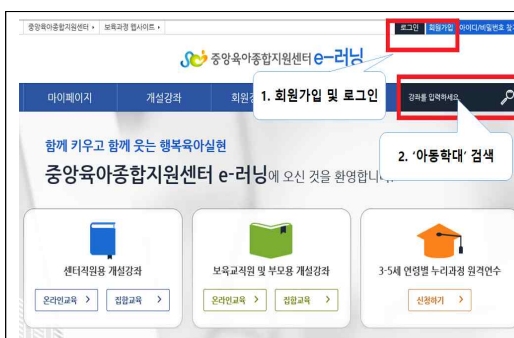 중앙육아종합지원센터 보육과정 웹사이트
로그인 회원가입 아이디/비밀번호 찾기
중앙육아종합지원센터 e-러닝
1. 회원가입 및 로그인
마이페이지 개설강좌 강좌를 입력하세요
2. ‘아동학대’ 검색
함께 키우고 함께 웃는 행복육아실현
중앙육아종합지원센터 e-러닝에 오신 것을 환영합니다.
센터직원용 개설강좌 보육교직원 및 부모용 개설강좌 3-5세 연령별 누리과정 원격연수
온라인교육 > 집합교육 > 온라인교육 > 집합교육 > 신청하기 >